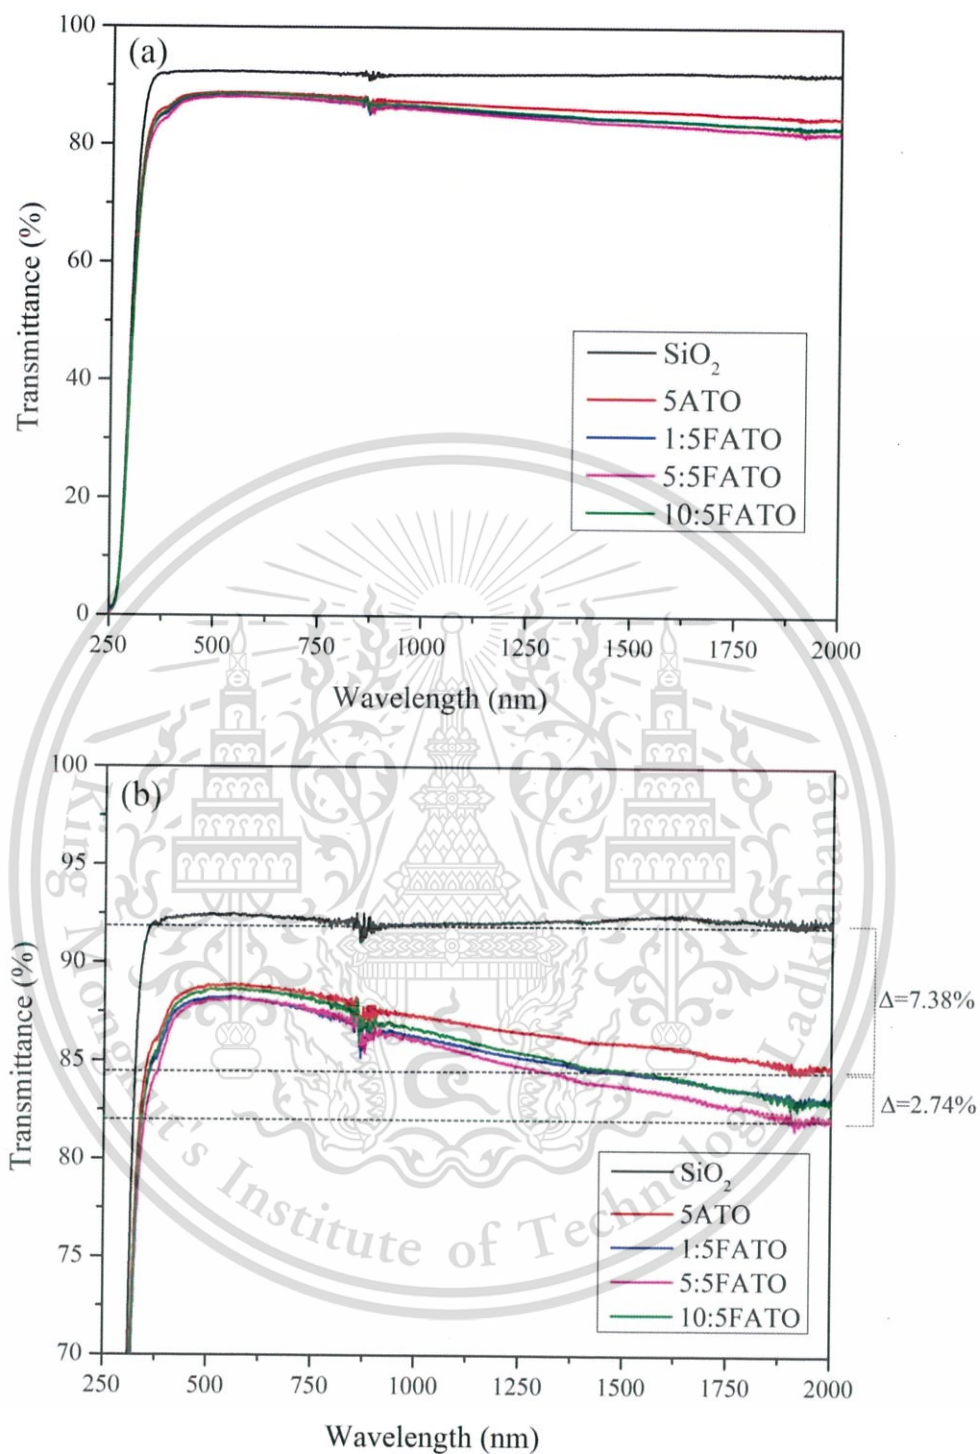 (a)
100
80
60
40
20
0
Transmittance (%)
SiO₂
5ATO
1:5FATO
5:5FATO
10:5FATO
250 500 750 1000 1250 1500 1750 2000
Wavelength (nm)
(b)
100
95
90
85
80
75
70
Transmittance (%)
Δ=7.38%
Δ=2.74%
SiO₂
5ATO
1:5FATO
5:5FATO
10:5FATO
250 500 750 1000 1250 1500 1750 2000
Wavelength (nm)
King Mongkut's Institute of Technology Ladkrabang